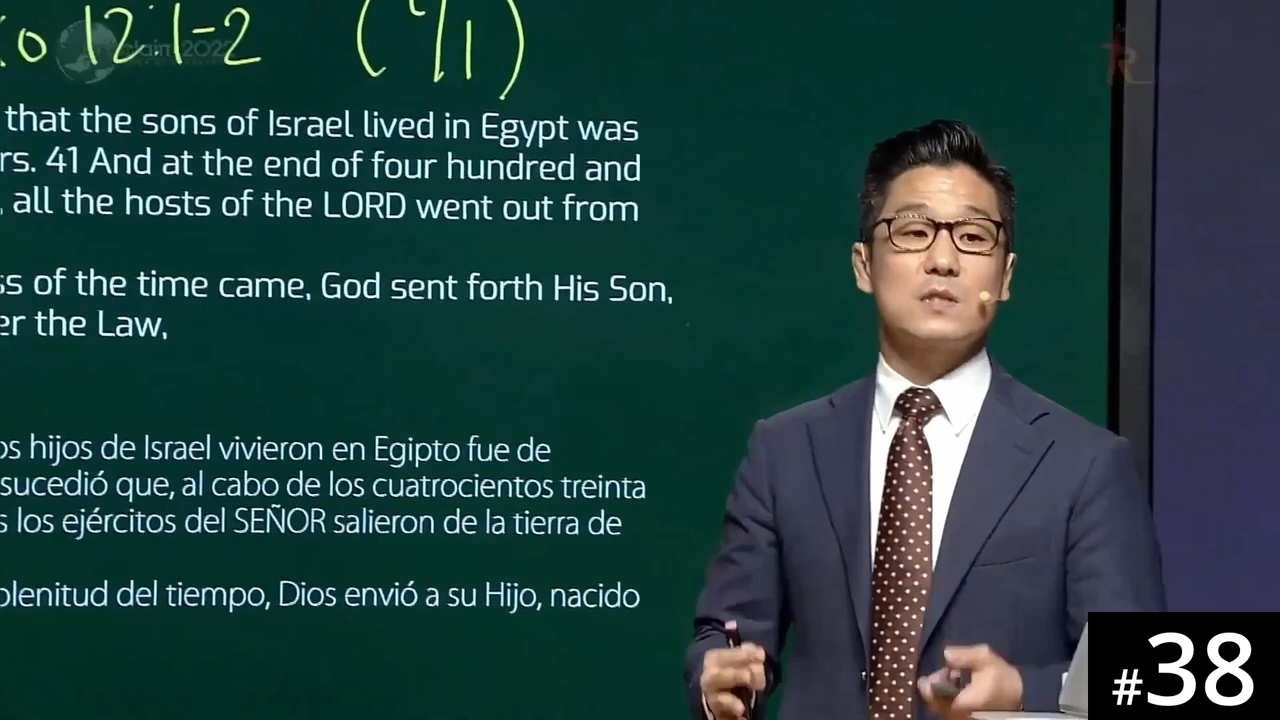 o 12:1-2 (1/1)
that the sons of Israel lived in Egypt was
rs. 41 And at the end of four hundred and
, all the hosts of the LORD went out from
ss of the time came, God sent forth His Son,
er the Law,
os hijos de Israel vivieron en Egipto fue de
sucedió que, al cabo de los cuatrocientos treinta
s los ejércitos del SEÑOR salieron de la tierra de
plenitud del tiempo, Dios envió a su Hijo, nacido
#38